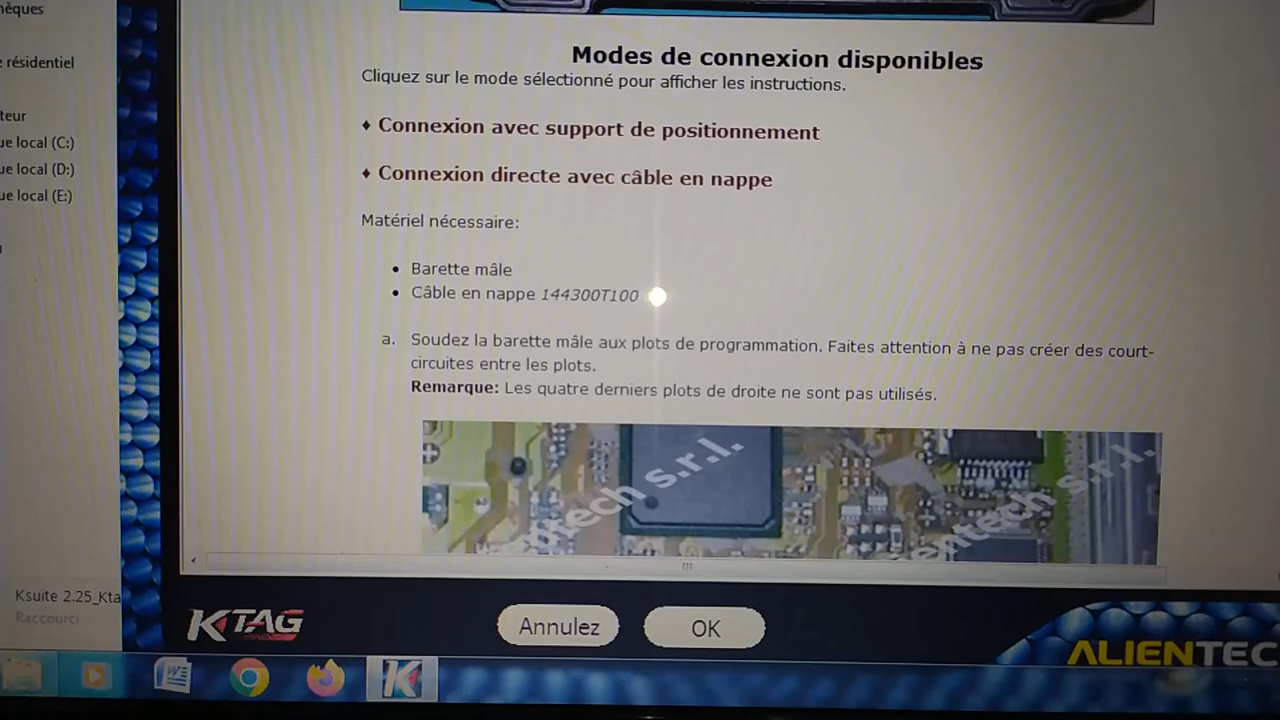 hèques
résidentiel
teur
ue local (C:)
ue local (D:)
ue local (E:)
Modes de connexion disponibles
Cliquez sur le mode sélectionné pour afficher les instructions.
♦ Connexion avec support de positionnement
♦ Connexion directe avec câble en nappe
Matériel nécessaire:
• Barette mâle
• Câble en nappe 144300T100
a. Soudez la barette mâle aux plots de programmation. Faites attention à ne pas créer des court-
circuites entre les plots.
Remarque: Les quatre derniers plots de droite ne sont pas utilisés.
tech s.r.l.
entech s.r.l.
Ksuite 2.25_Kta
Raccourci
KTAG
Annulez
OK
ALIENTEC